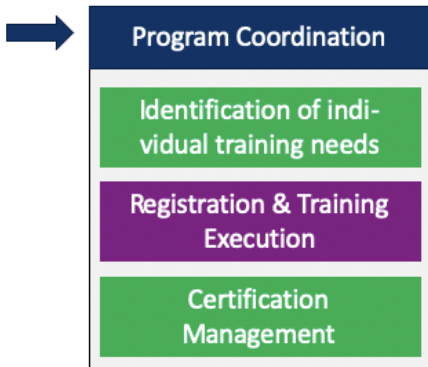 Program Coordination
Identification of indi-
vidual training needs
Registration & Training
Execution
Certification
Management